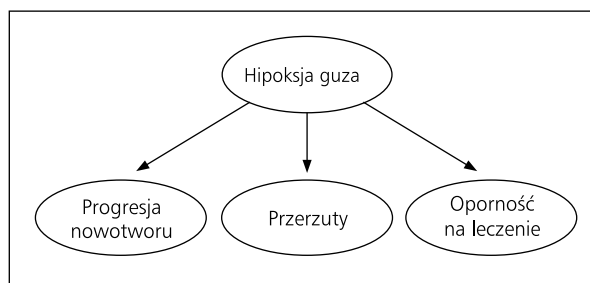 Hipoksja guza
Progresja
nowotworu
Przerzuty
Oporność
na leczenie